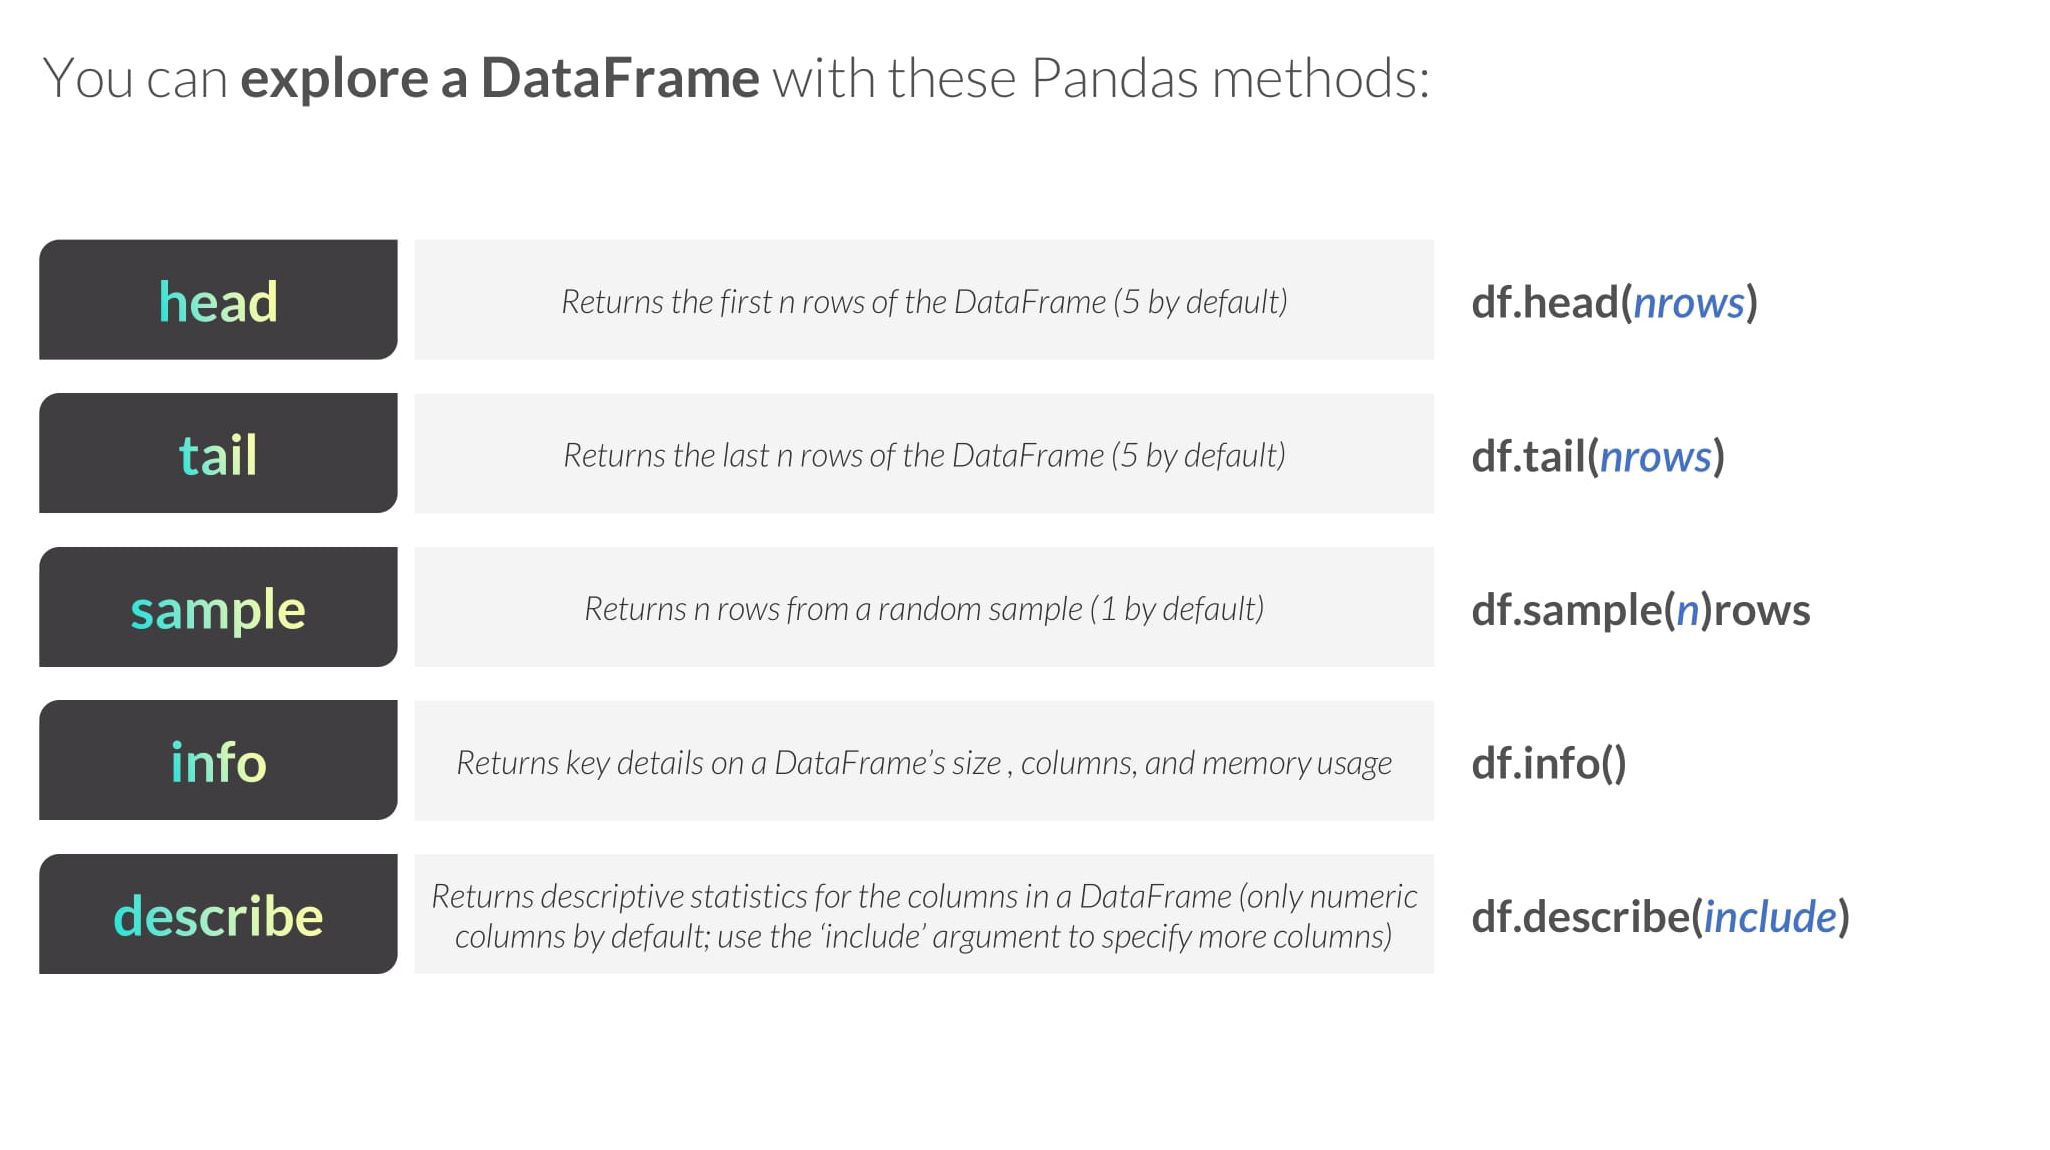 You can explore a DataFrame with these Pandas methods:
head
Returns the first n rows of the DataFrame (5 by default)
df.head(nrows)
tail
Returns the last n rows of the DataFrame (5 by default)
df.tail(nrows)
sample
Returns n rows from a random sample (1 by default)
df.sample(n)rows
info
Returns key details on a DataFrame’s size , columns, and memory usage
df.info()
describe
Returns descriptive statistics for the columns in a DataFrame (only numeric
columns by default; use the ‘include’ argument to specify more columns)
df.describe(include)